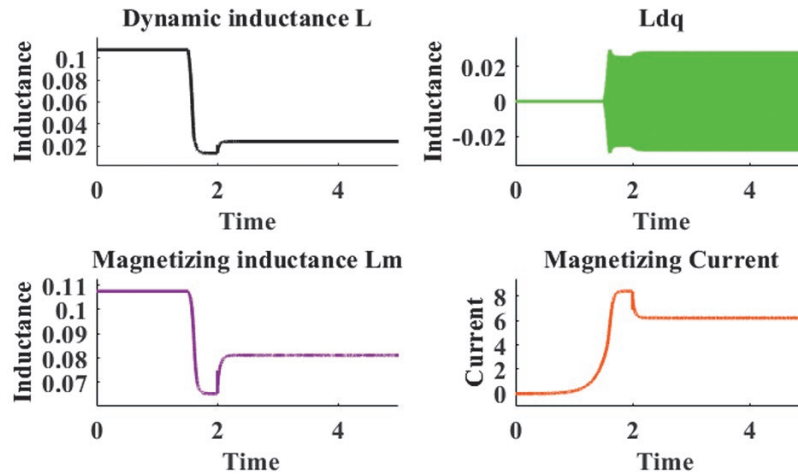 Dynamic inductance L
Inductance
0.1
0.08
0.06
0.04
0.02
0
2
4
Time
Ldq
Inductance
0.02
0
-0.02
0
2
4
Time
Magnetizing inductance Lm
Inductance
0.11
0.1
0.09
0.08
0.07
0
2
4
Time
Magnetizing Current
Current
8
6
4
2
0
0
2
4
Time